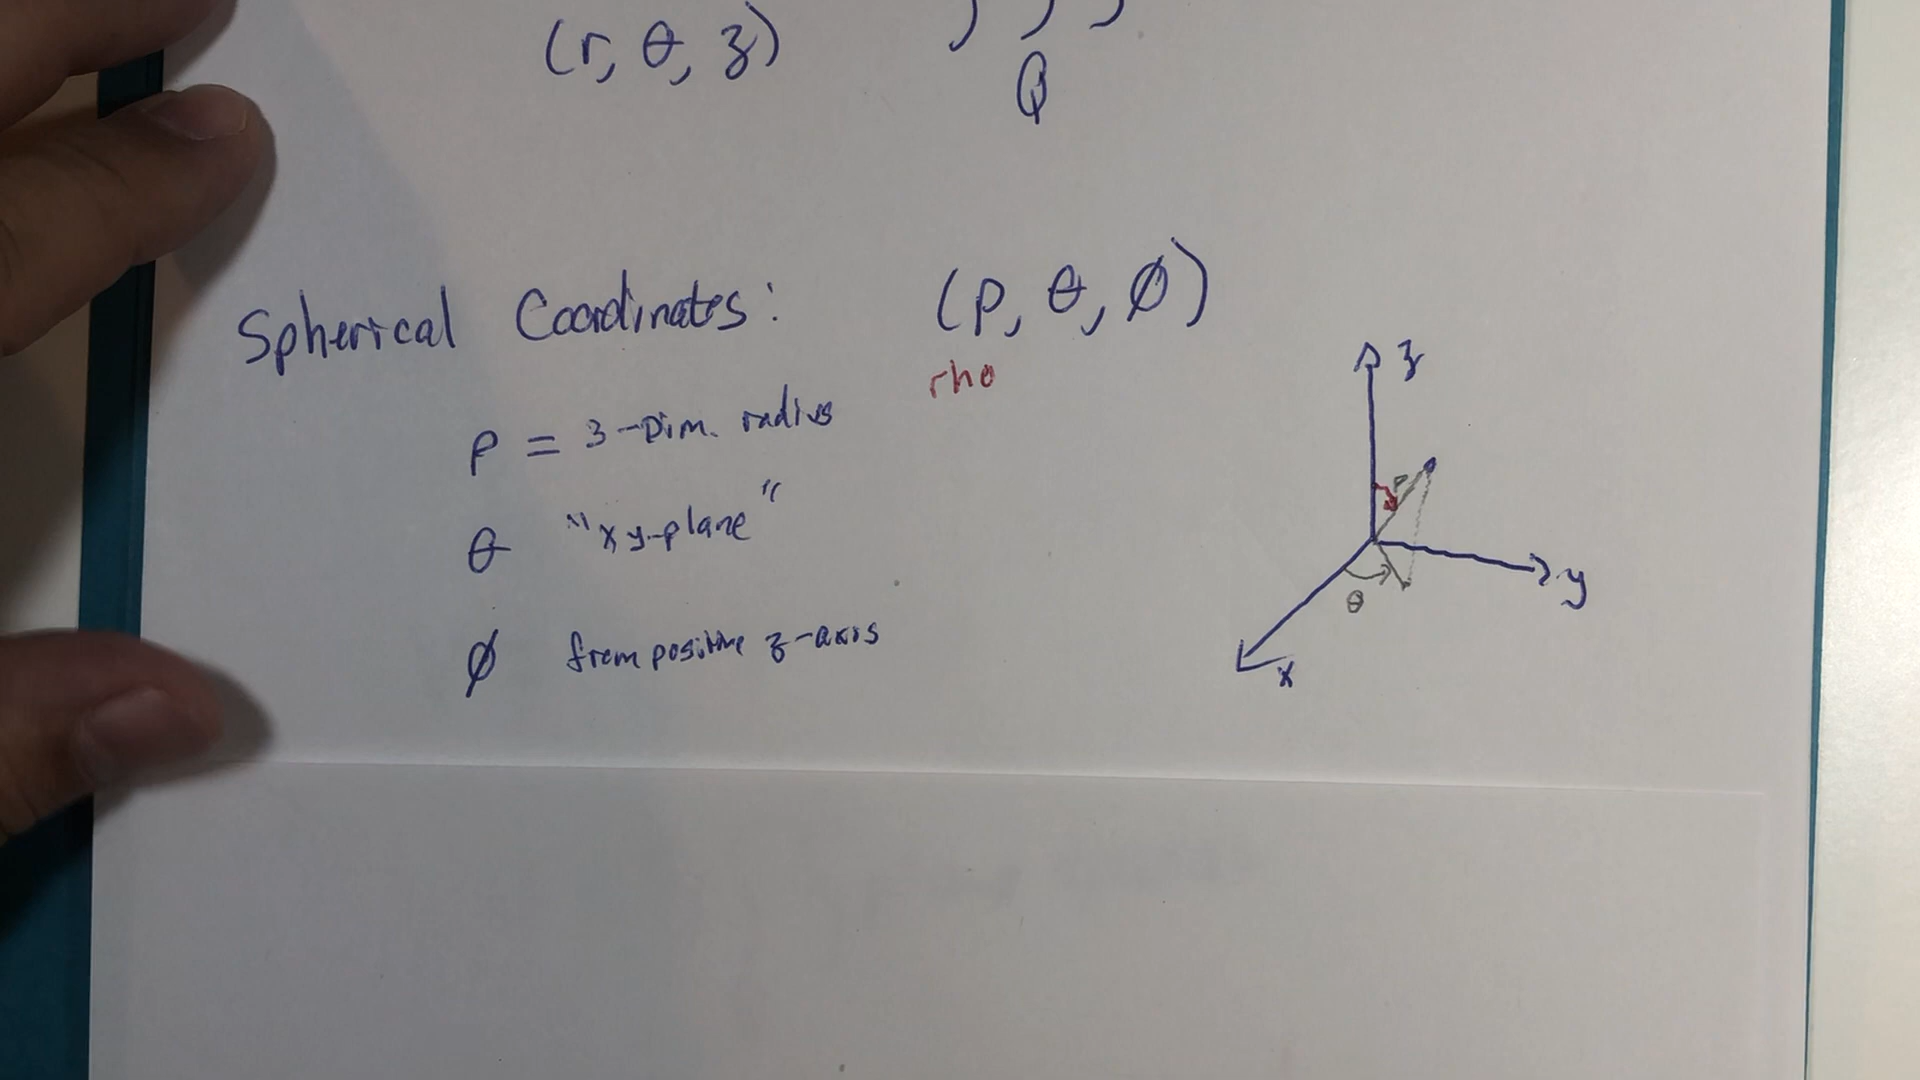 (r, θ, z)
Q
Spherical Coordinates: (ρ, θ, ϕ)
rho
ρ = 3-Dim. radius
θ "xy-plane"
ϕ from positive z-axis
z
ρ
y
θ
x